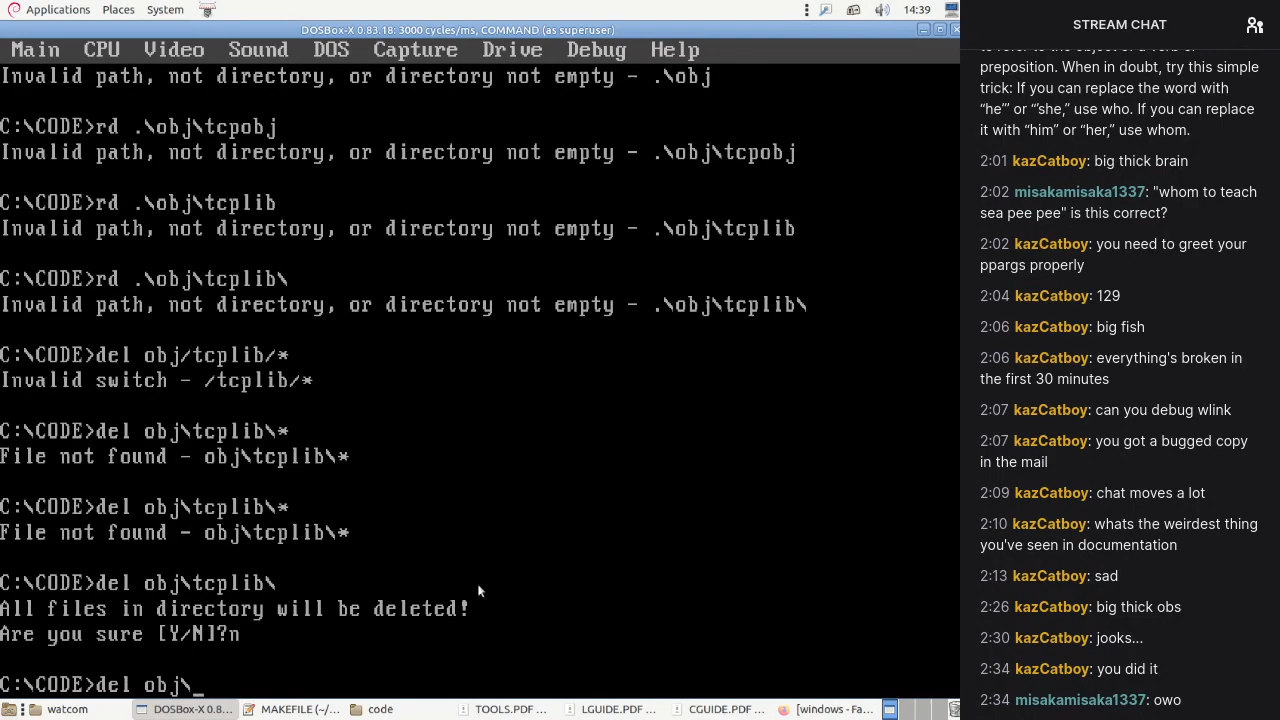 Applications Places System 14:39
DOSBox-X 0.83.18: 3000 cycles/ms, COMMAND (as superuser)
Main CPU Video Sound DOS Capture Drive Debug Help
Invalid path, not directory, or directory not empty - .\obj
C:\CODE>rd .\obj\tcpobj
Invalid path, not directory, or directory not empty - .\obj\tcpobj
C:\CODE>rd .\obj\tcplib
Invalid path, not directory, or directory not empty - .\obj\tcplib
C:\CODE>rd .\obj\tcplib\
Invalid path, not directory, or directory not empty - .\obj\tcplib\
C:\CODE>del obj/tcplib/*
Invalid switch - /tcplib/*
C:\CODE>del obj\tcplib\*
File not found - obj\tcplib\*
C:\CODE>del obj\tcplib\*
File not found - obj\tcplib\*
C:\CODE>del obj\tcplib\
All files in directory will be deleted!
Are you sure [Y/N]?n
C:\CODE>del obj\_
watcom DOSBox-X 0.8... MAKEFILE (~/... code TOOLS.PDF ... LGUIDE.PDF ... CGUIDE.PDF ... [windows - Fa...
STREAM CHAT
preposition. When in doubt, try this simple
trick: If you can replace the word with
“he'” or “'she,” use who. If you can replace
it with “him” or “her,” use whom.
2:01 kazCatboy: big thick brain
2:02 misakamisaka1337: "whom to teach
sea pee pee" is this correct?
2:02 kazCatboy: you need to greet your
ppargs properly
2:04 kazCatboy: 129
2:06 kazCatboy: big fish
2:06 kazCatboy: everything's broken in
the first 30 minutes
2:07 kazCatboy: can you debug wlink
2:07 kazCatboy: you got a bugged copy
in the mail
2:09 kazCatboy: chat moves a lot
2:10 kazCatboy: whats the weirdest thing
you've seen in documentation
2:13 kazCatboy: sad
2:26 kazCatboy: big thick obs
2:30 kazCatboy: jooks...
2:34 kazCatboy: you did it
2:34 misakamisaka1337: owo